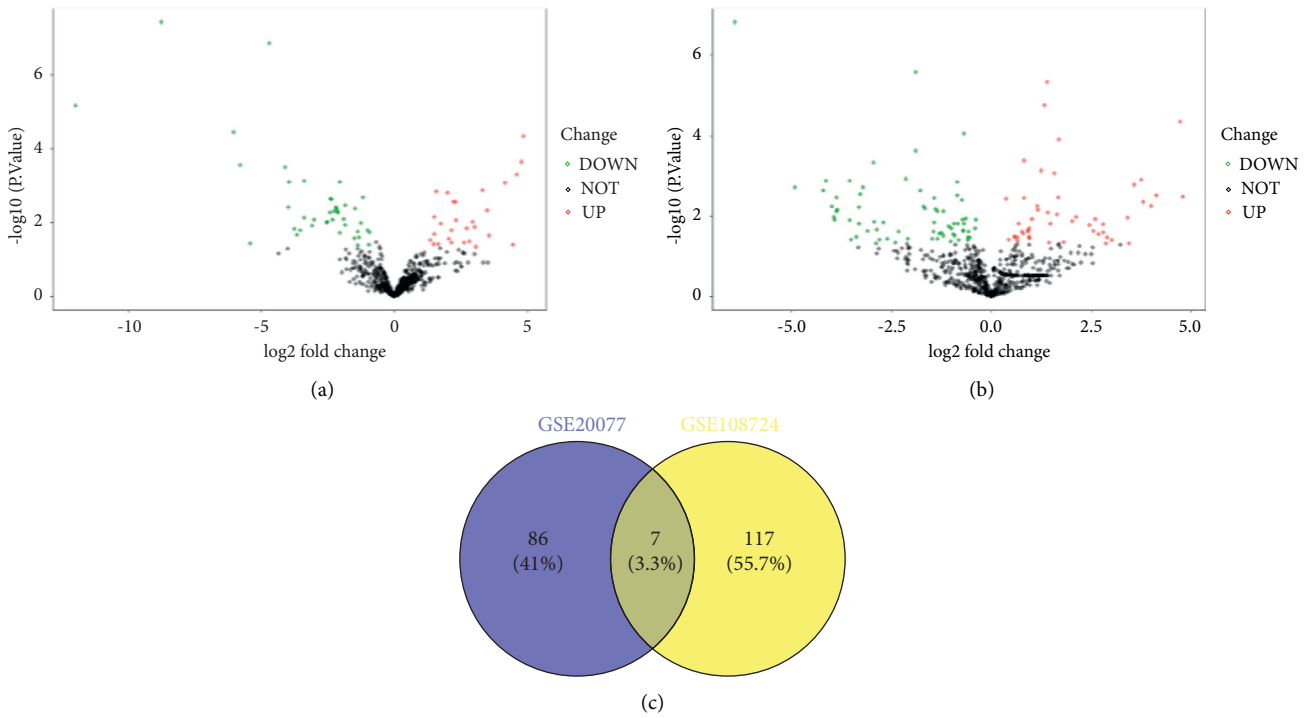 6
4
2
0
-log10 (P.Value)
-10
-5
0
5
log2 fold change
Change
DOWN
NOT
UP
(a)
6
4
2
0
-log10 (P.Value)
-5.0
-2.5
0.0
2.5
5.0
log2 fold change
Change
DOWN
NOT
UP
(b)
GSE20077
GSE108724
86
(41%)
7
(3.3%)
117
(55.7%)
(c)